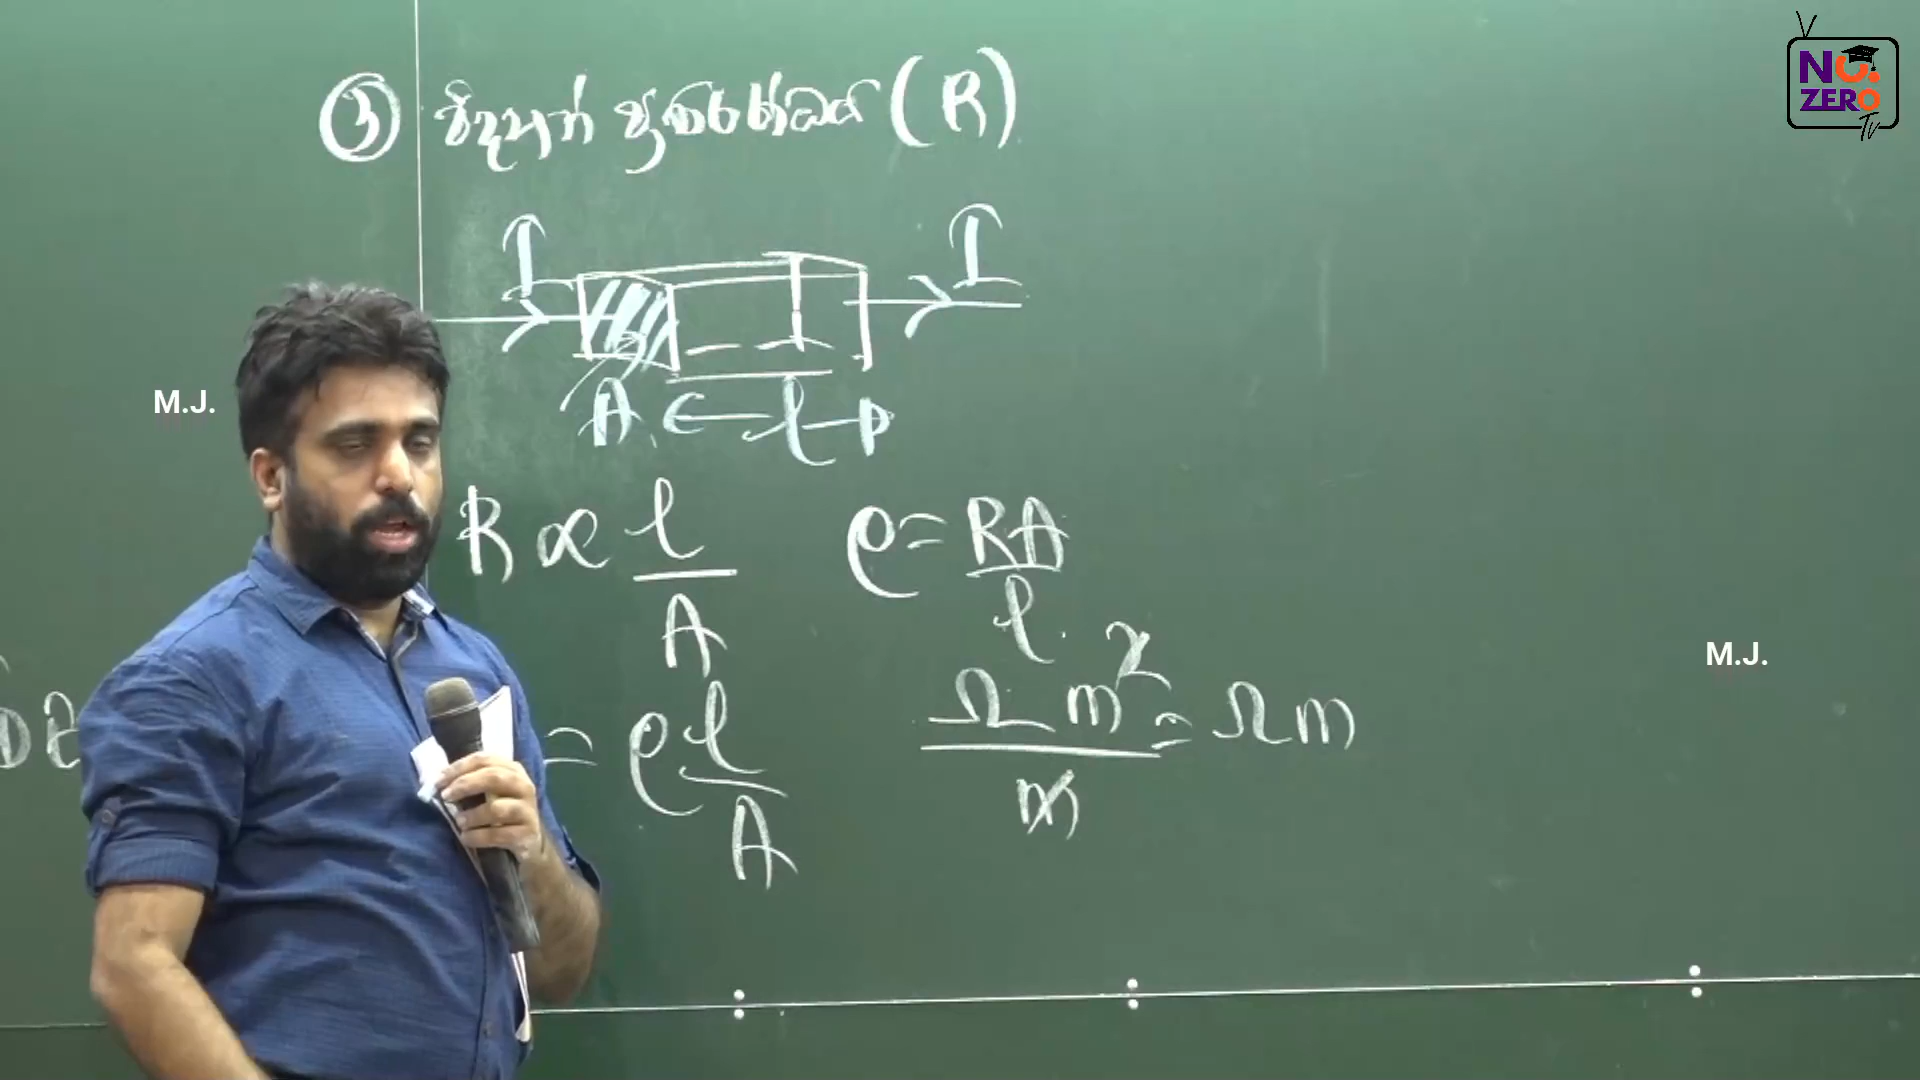 ③ විද්‍යුත් ප්‍රතිරෝධය (R)
I I
A l
R ∝ l/A
ρ = RA/l
= ρ l/A
Ω m²/m = Ω m
M.J.
M.J.
NO.
ZERO
TV